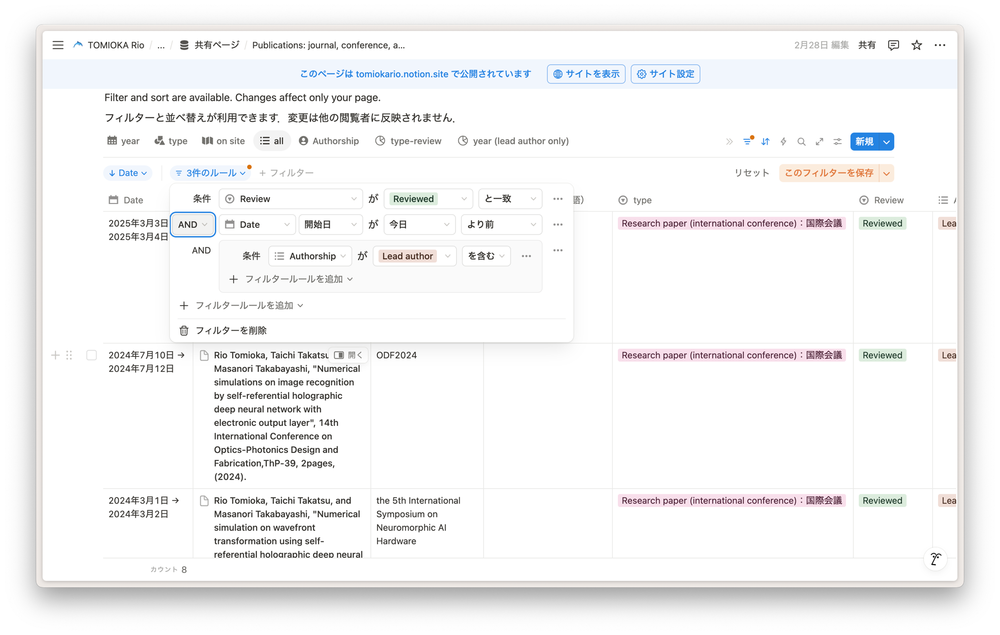 TOMIOKA Rio / ... / 共有ページ / Publications: journal, conference, a...
2月28日 編集 共有
このページは tomiokario.notion.site で公開されています サイトを表示 サイト設定
Filter and sort are available. Changes affect only your page.
フィルターと並べ替えが利用できます．変更は他の閲覧者に反映されません．
year type on site all Authorship type-review year (lead author only) 新規
Date 3件のルール + フィルター リセット このフィルターを保存
Date 語) type Review
条件 Review が Reviewed と一致
AND Date 開始日 が 今日 より前
AND 条件 Authorship が Lead author を含む
+ フィルタールールを追加
+ フィルタールールを追加
フィルターを削除
2025年3月3日
2025年3月4日
Research paper (international conference)：国際会議 Reviewed Lea
2024年7月10日 →
2024年7月12日
Rio Tomioka, Taichi Takatsu
開く
Masanori Takabayashi, "Numerical
simulations on image recognition
by self-referential holographic
deep neural network with
electronic output layer", 14th
International Conference on
Optics-Photonics Design and
Fabrication,ThP-39, 2pages,
(2024).
ODF2024
Research paper (international conference)：国際会議 Reviewed Lea
2024年3月1日 →
2024年3月2日
Rio Tomioka, Taichi Takatsu, and
Masanori Takabayashi, "Numerical
simulation on wavefront
transformation using self-
referential holographic deep neural
the 5th International
Symposium on
Neuromorphic AI
Hardware
Research paper (international conference)：国際会議 Reviewed Lea
カウント 8